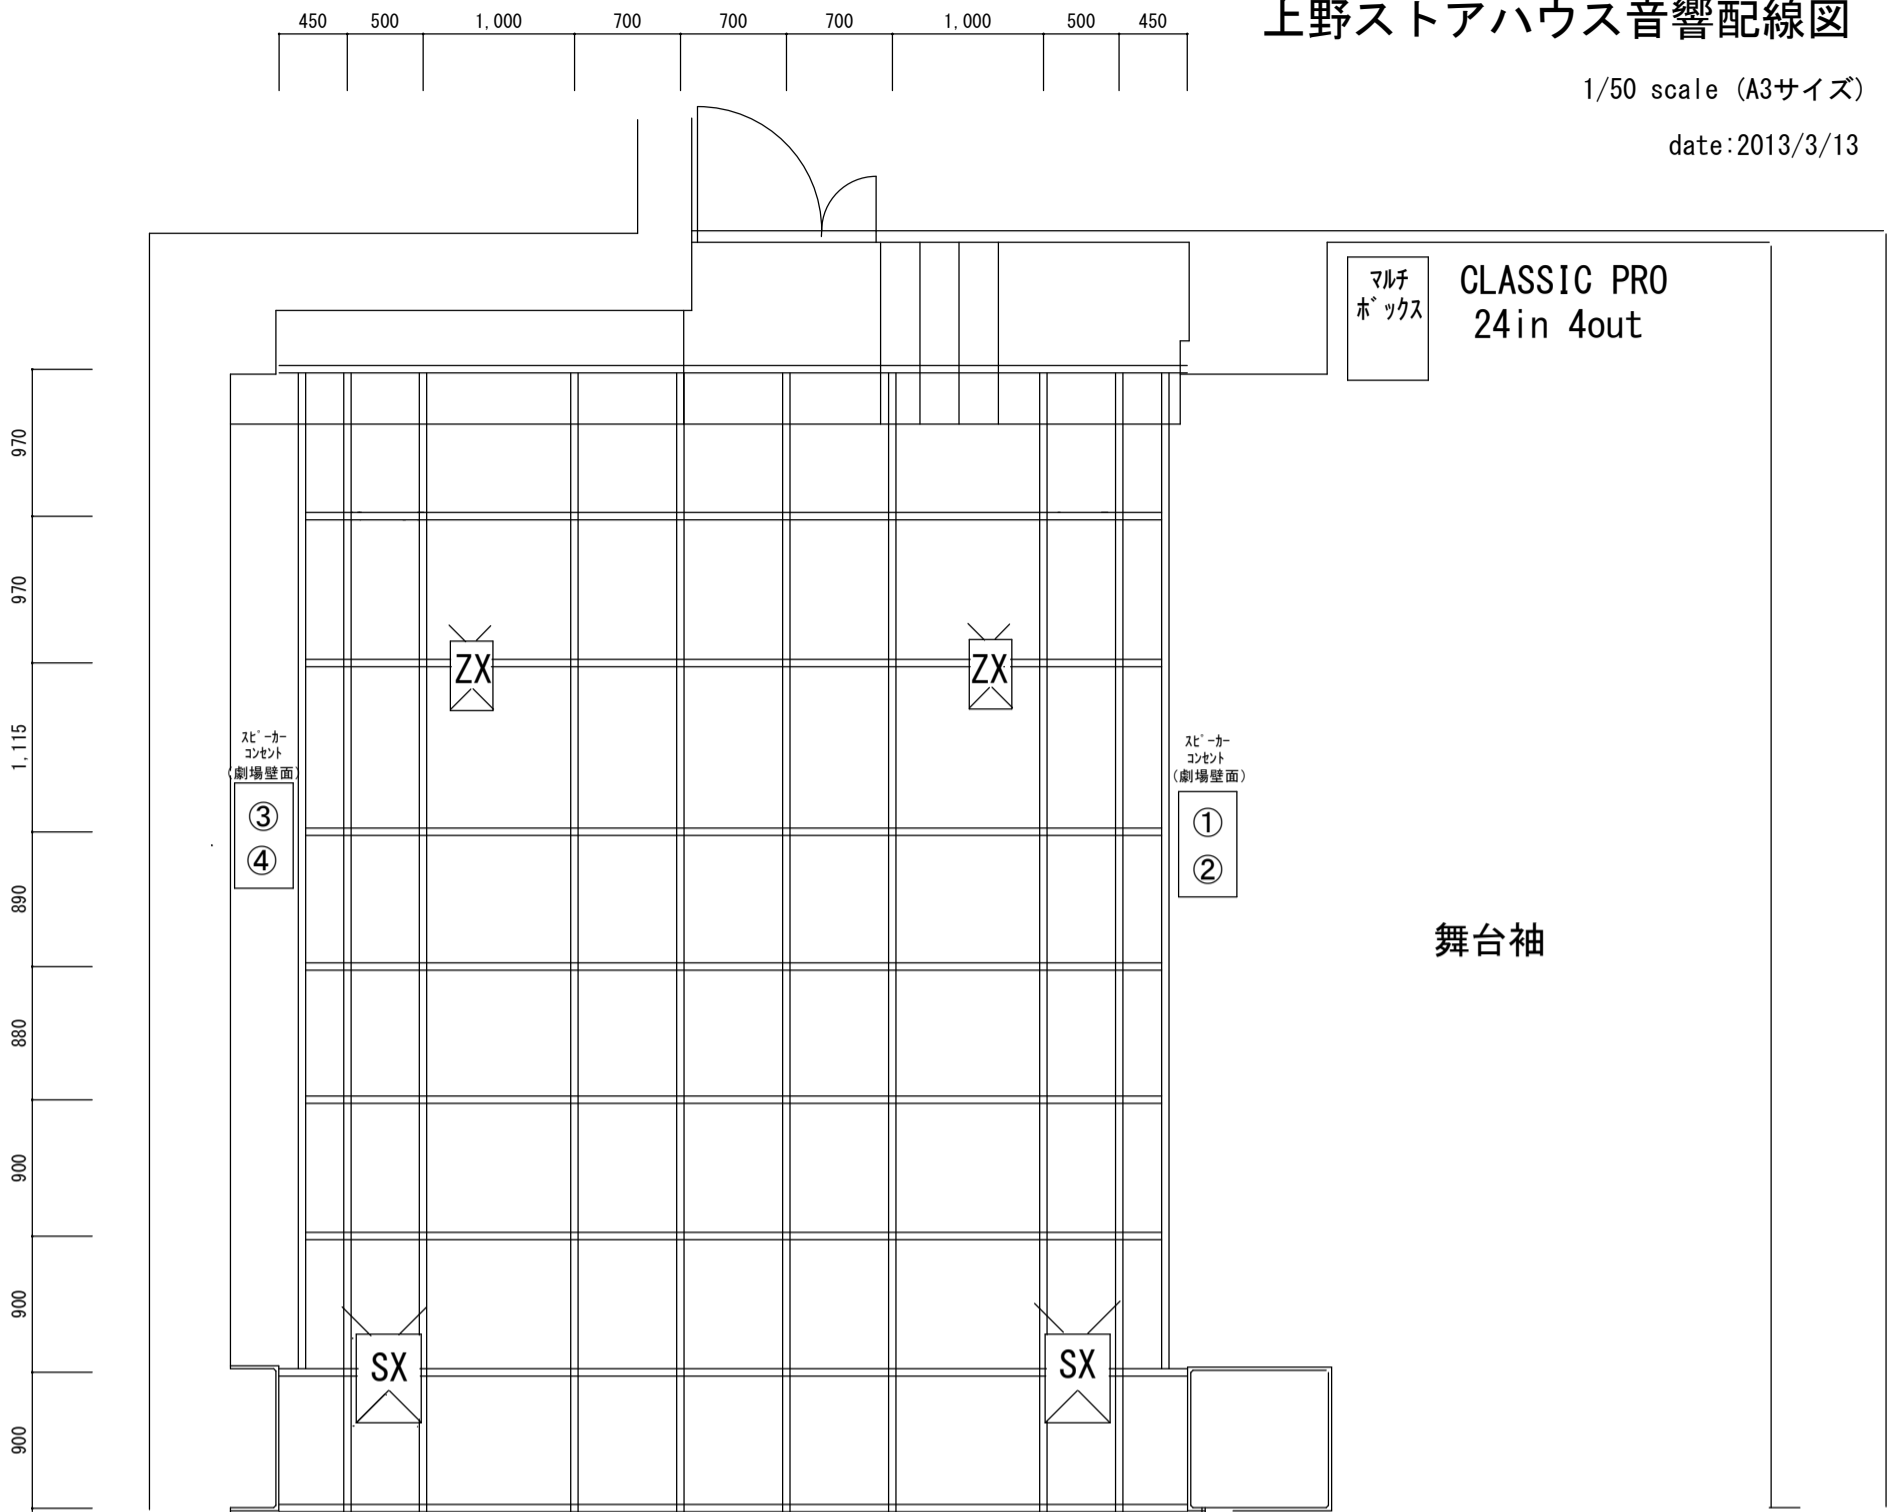 上野ストアハウス音響配線図
450 500 1,000 700 700 700 1,000 500 450
1/50 scale (A3サイズ)
date:2013/3/13
マルチ
ボックス
CLASSIC PRO
24in 4out
970
970
1,115
890
880
900
900
900
ZX
ZX
スピーカー
コンセント
(劇場壁面)
③
④
スピーカー
コンセント
(劇場壁面)
①
②
舞台袖
SX
SX